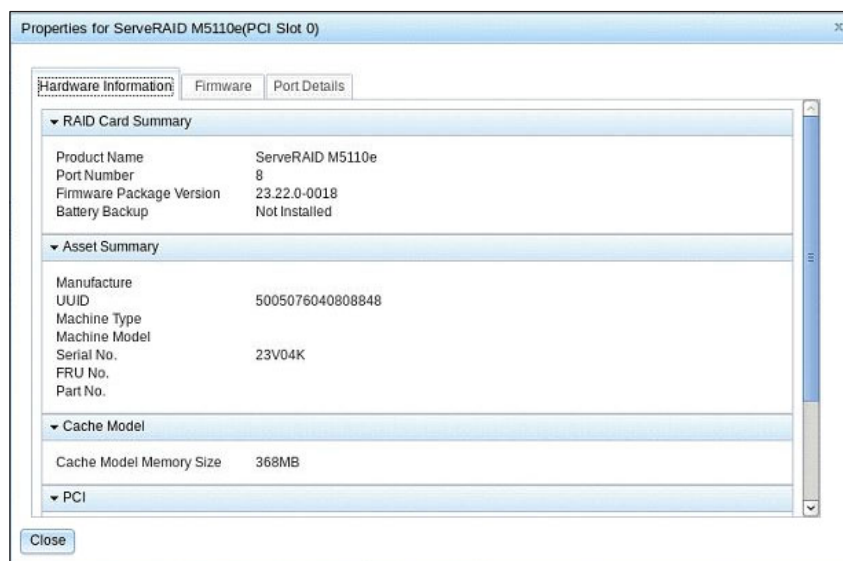 Properties for ServeRAID M5110e(PCI Slot 0) x
Hardware Information Firmware Port Details
RAID Card Summary
Product Name ServeRAID M5110e
Port Number 8
Firmware Package Version 23.22.0-0018
Battery Backup Not Installed
Asset Summary
Manufacture
UUID 5005076040808848
Machine Type
Machine Model
Serial No. 23V04K
FRU No.
Part No.
Cache Model
Cache Model Memory Size 368MB
PCI
Close